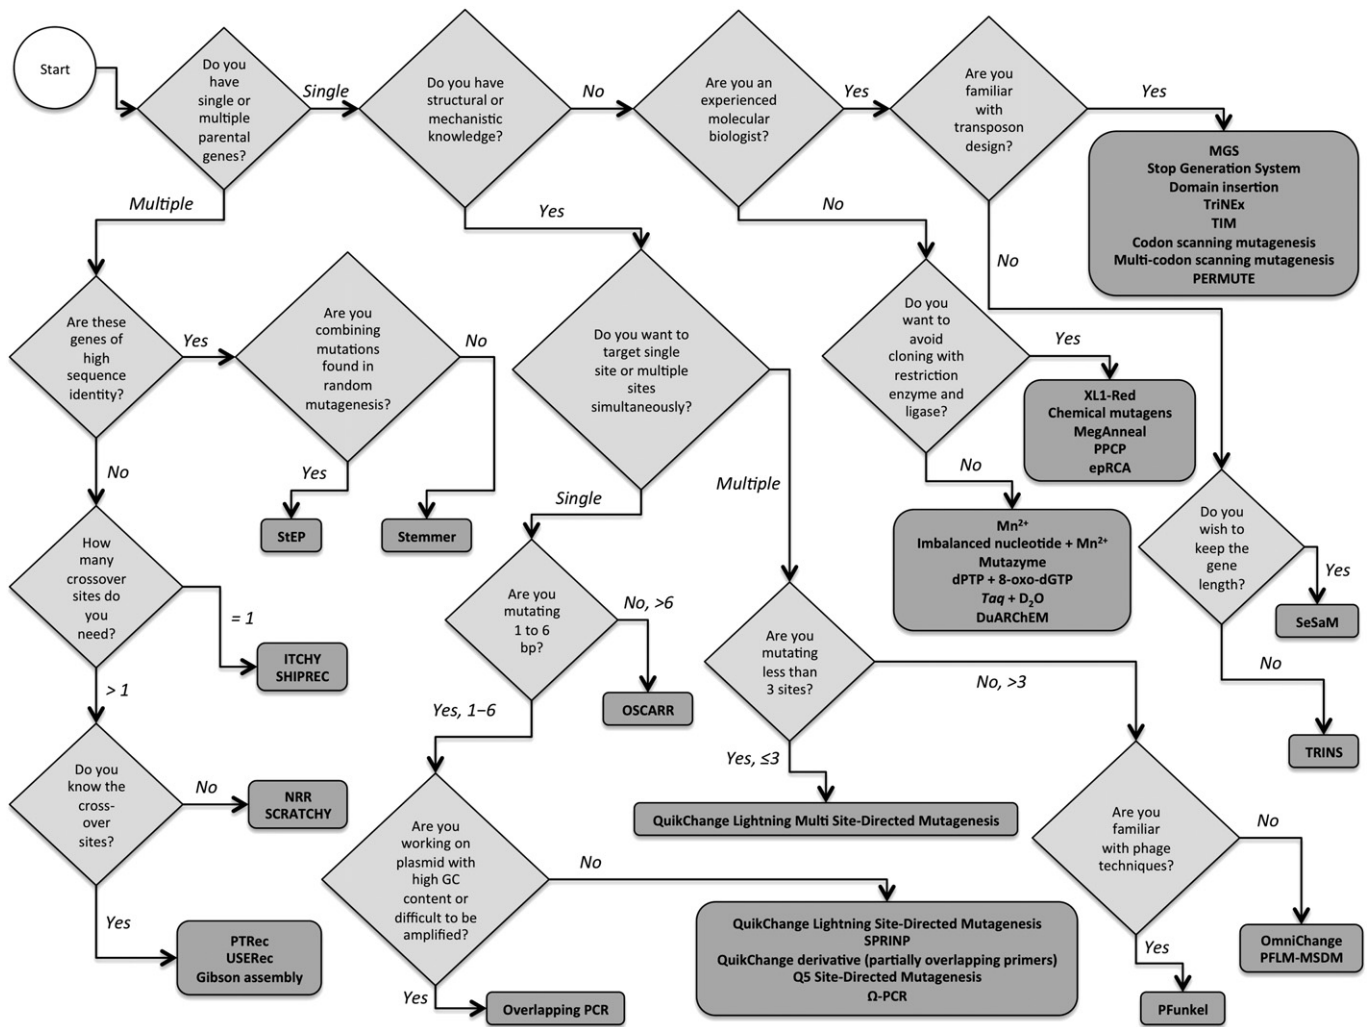 Start
Do you
have
single or
multiple
parental
genes?
Single
Do you have
structural or
mechanistic
knowledge?
No
Are you an
experienced
molecular
biologist?
Yes
Are you
familiar
with
transposon
design?
Yes
MGS
Stop Generation System
Domain insertion
TriNEx
TIM
Codon scanning mutagenesis
Multi-codon scanning mutagenesis
PERMUTE
Multiple
Yes
No
No
Are these
genes of
high
sequence
identity?
Yes
Are you
combining
mutations
found in
random
mutagenesis?
No
Do you want to
target single
site or multiple
sites
simultaneously?
Do you
want to
avoid
cloning with
restriction
enzyme and
ligase?
Yes
XL1-Red
Chemical mutagens
MegAnneal
PPCP
epRCA
No
Yes
StEP
Stemmer
Single
Multiple
No
Mn²⁺
Imbalanced nucleotide + Mn²⁺
Mutazyme
dPTP + 8-oxo-dGTP
Taq + D₂O
DuARChEM
Do you
wish to
keep the
gene
length?
Yes
SeSaM
No
TRINS
How
many
crossover
sites do
you
need?
= 1
ITCHY
SHIPREC
> 1
Are you
mutating
1 to 6
bp?
No, >6
OSCARR
Yes, 1−6
Are you
mutating
less than
3 sites?
No, >3
Yes, ≤3
QuikChange Lightning Multi Site-Directed Mutagenesis
Do you
know the
cross-
over
sites?
No
NRR
SCRATCHY
Yes
PTRec
USERec
Gibson assembly
Are you
working on
plasmid with
high GC
content or
difficult to be
amplified?
No
QuikChange Lightning Site-Directed Mutagenesis
SPRINP
QuikChange derivative (partially overlapping primers)
Q5 Site-Directed Mutagenesis
Ω-PCR
Yes
Overlapping PCR
Are you
familiar
with phage
techniques?
No
OmniChange
PFLM-MSDM
Yes
PFunkel